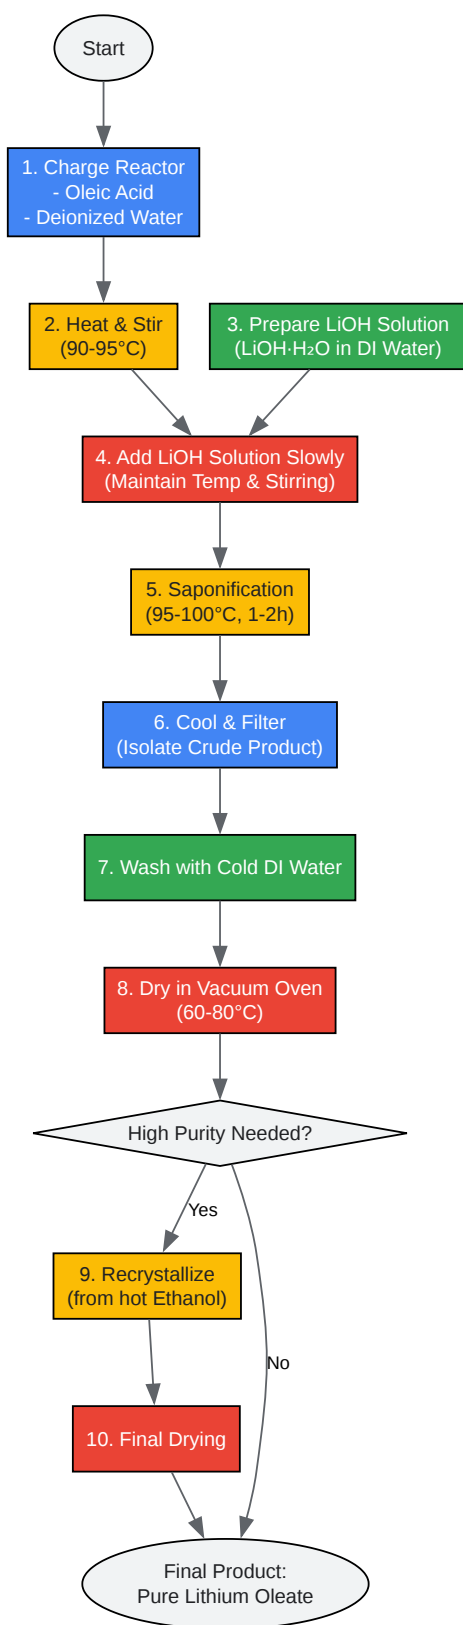 Start
1. Charge Reactor
- Oleic Acid
- Deionized Water
2. Heat & Stir
(90-95°C)
3. Prepare LiOH Solution
(LiOH·H₂O in DI Water)
4. Add LiOH Solution Slowly
(Maintain Temp & Stirring)
5. Saponification
(95-100°C, 1-2h)
6. Cool & Filter
(Isolate Crude Product)
7. Wash with Cold DI Water
8. Dry in Vacuum Oven
(60-80°C)
High Purity Needed?
Yes
9. Recrystallize
(from hot Ethanol)
No
10. Final Drying
Final Product:
Pure Lithium Oleate